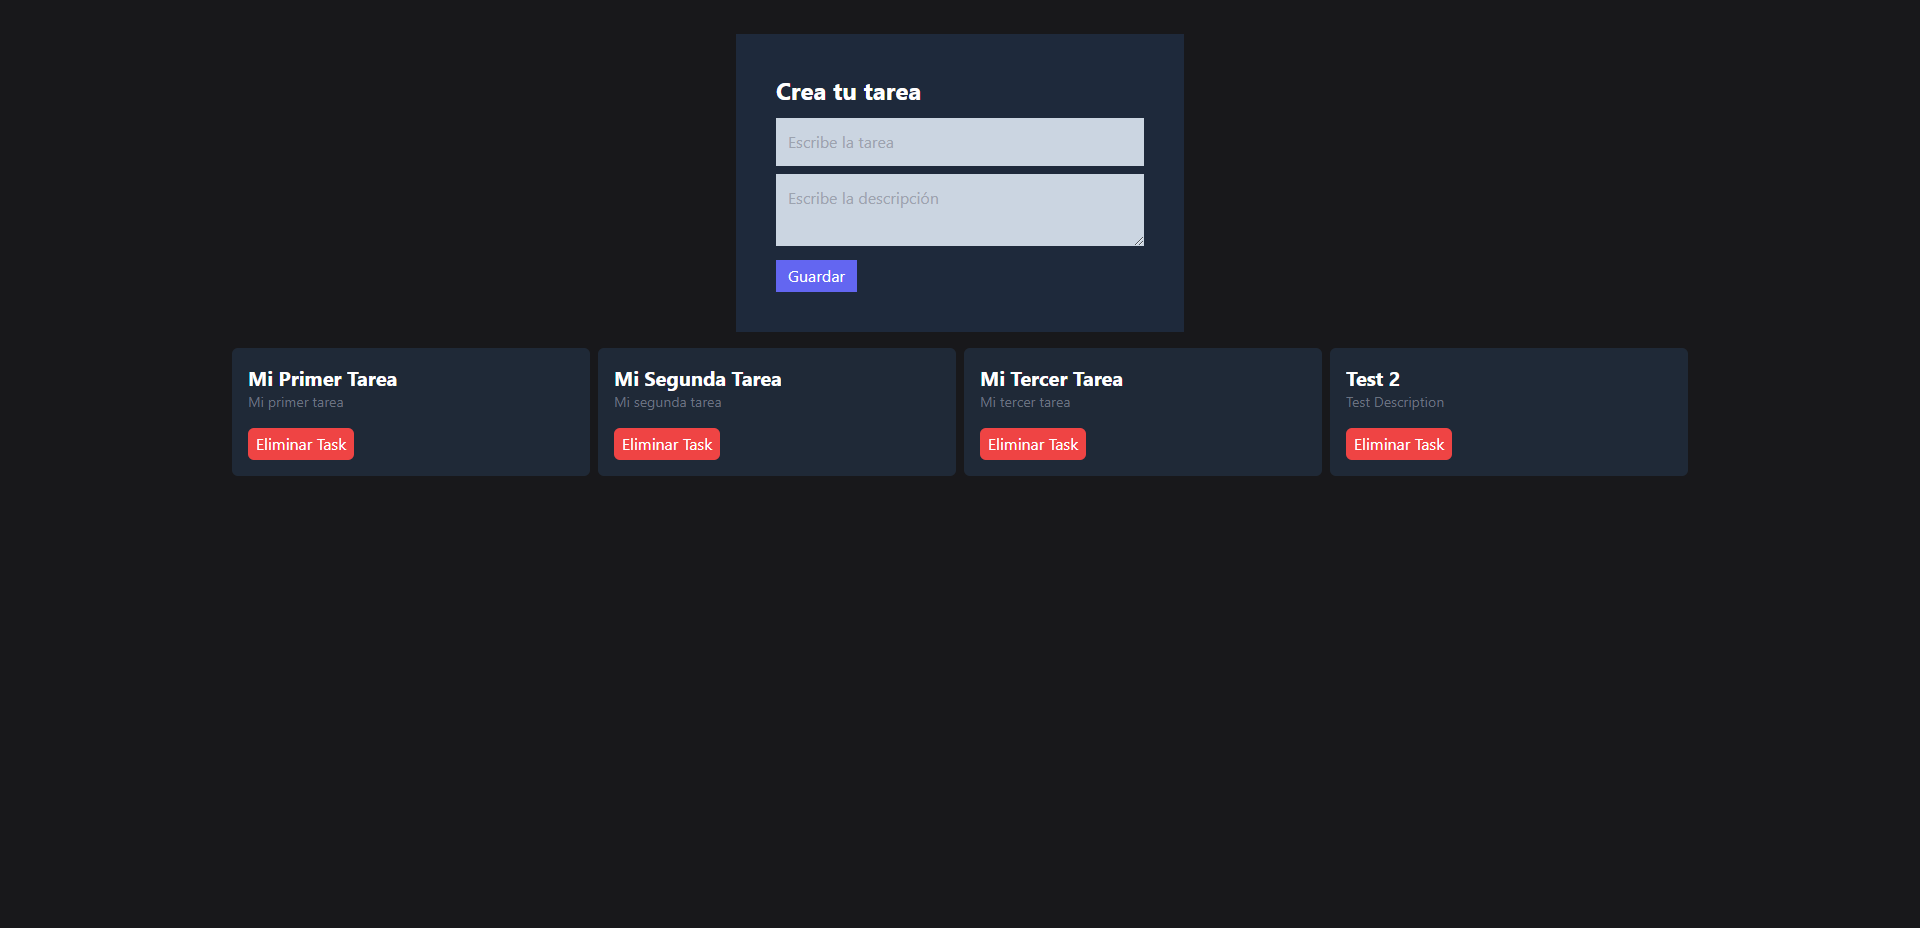 Crea tu tarea
Escribe la tarea
Escribe la descripción
Guardar
Mi Primer Tarea
Mi primer tarea
Eliminar Task
Mi Segunda Tarea
Mi segunda tarea
Eliminar Task
Mi Tercer Tarea
Mi tercer tarea
Eliminar Task
Test 2
Test Description
Eliminar Task